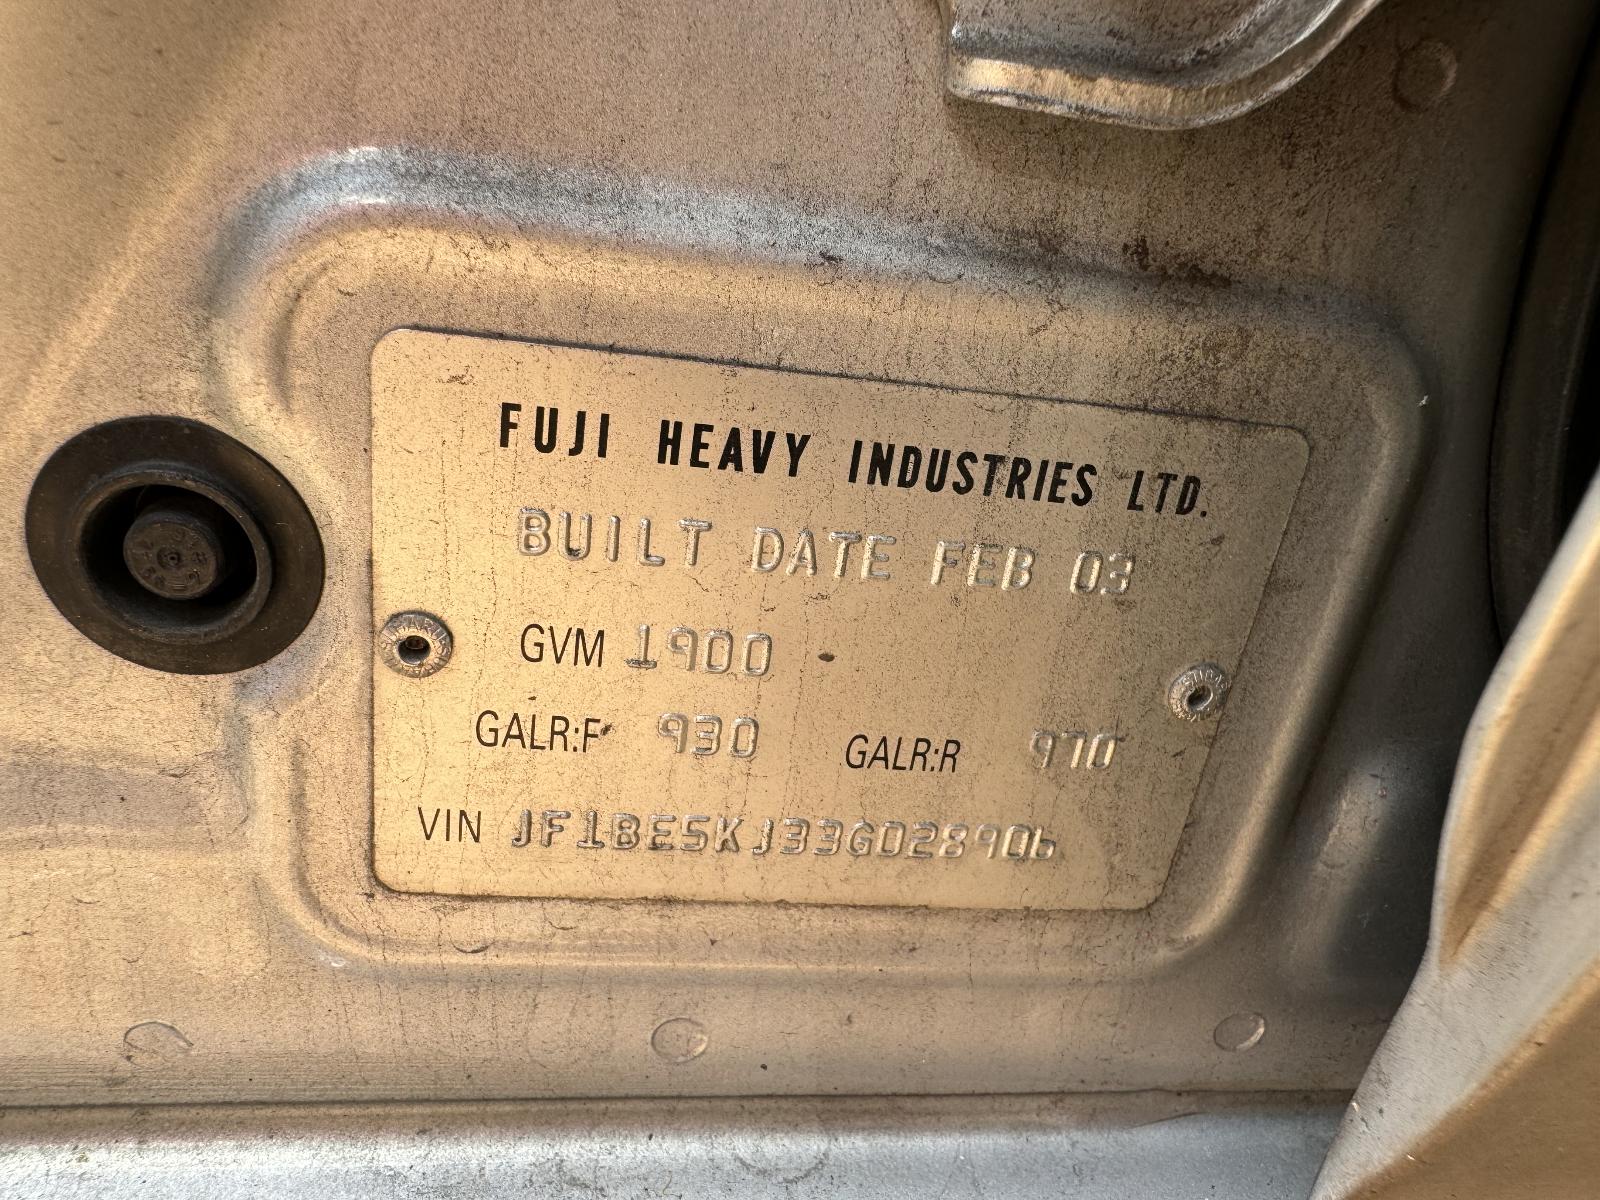 FUJI HEAVY INDUSTRIES LTD.
BUILT DATE FEB 03
GVM 1900
GALR:F 930 GALR:R 970
VIN JF1BE5KJ33G028906